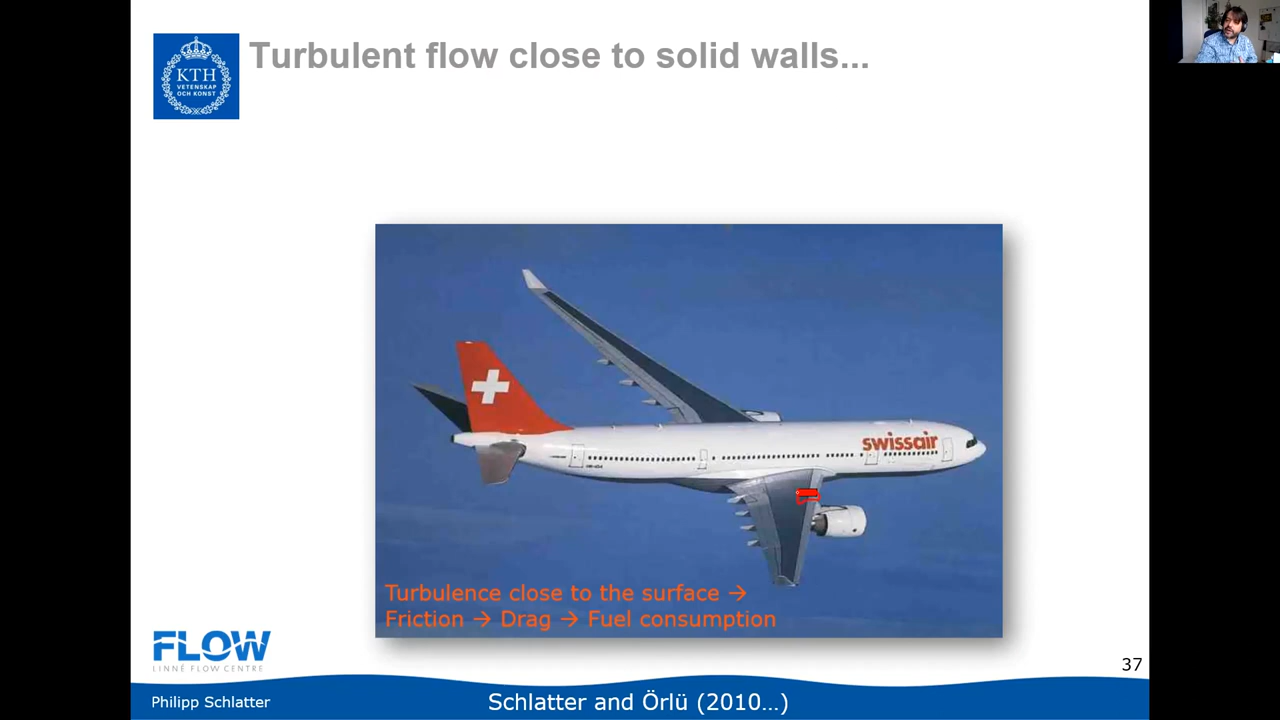 Turbulent flow close to solid walls...
KTH
VETENSKAP
OCH KONST
swissair
Turbulence close to the surface →
Friction → Drag → Fuel consumption
FLOW
LINNÉ FLOW CENTRE
37
Philipp Schlatter
Schlatter and Örlü (2010...)